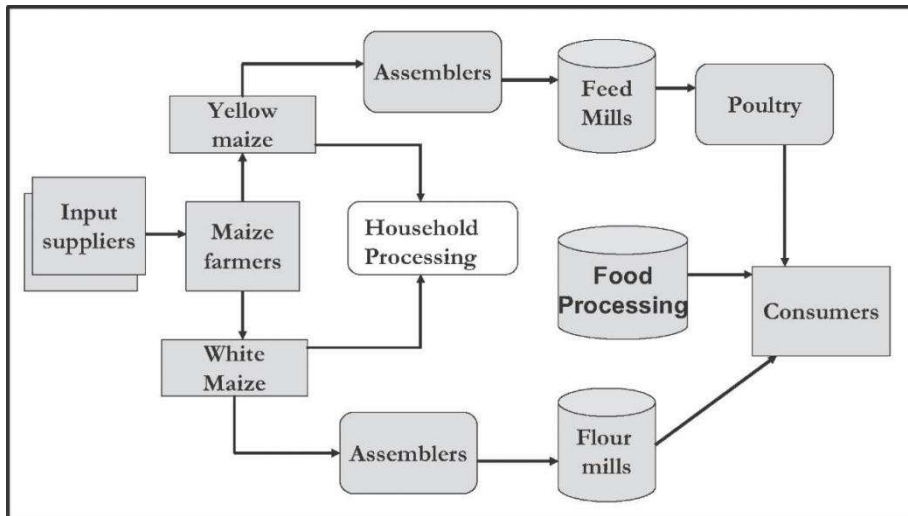 Assemblers
Feed
Mills
Poultry
Yellow
maize
Input
suppliers
Maize
farmers
Household
Processing
Food
Processing
Consumers
White
Maize
Assemblers
Flour
mills